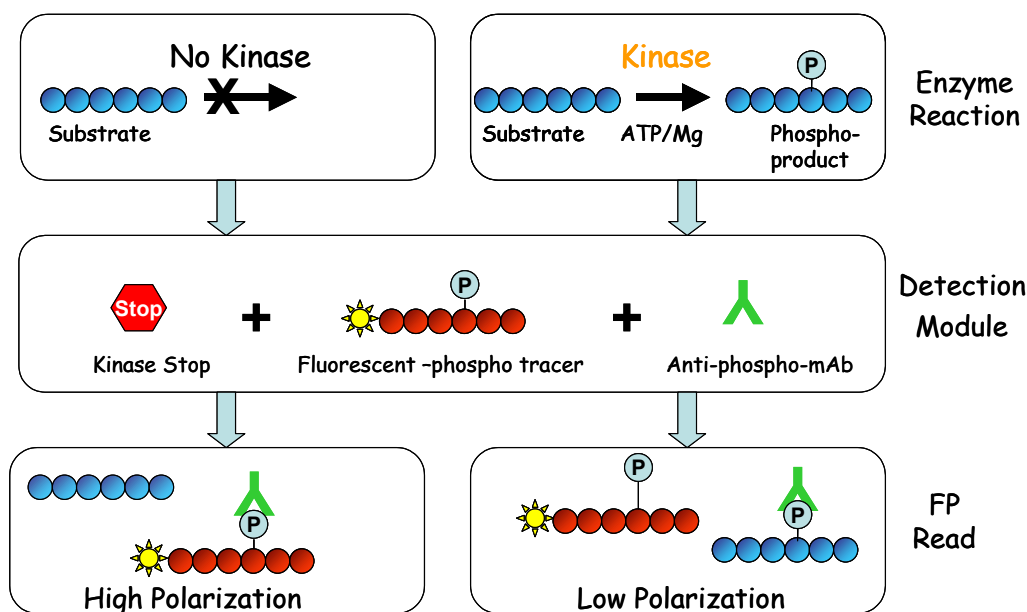 No Kinase
Substrate
Kinase
P
Substrate
ATP/Mg
Phospho-
product
Enzyme
Reaction
Stop
+
P
+
Kinase Stop
Fluorescent –phospho tracer
Anti-phospho-mAb
Detection
Module
P
High Polarization
P
P
Low Polarization
FP
Read